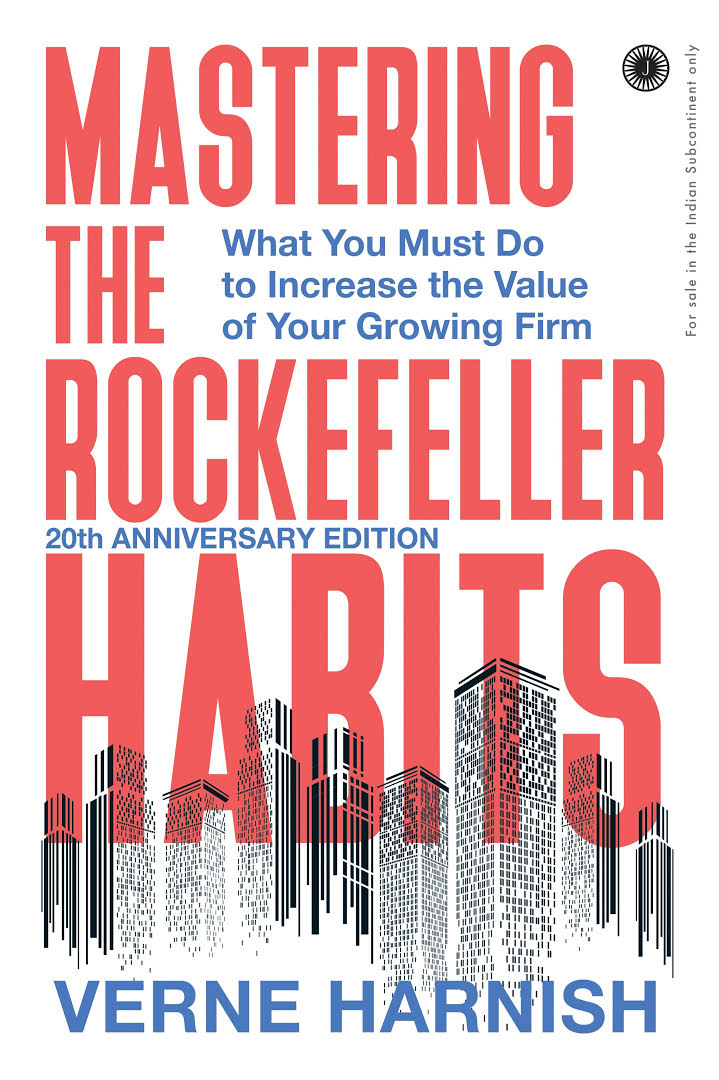 MASTERING
THE
What You Must Do
to Increase the Value
of Your Growing Firm
ROCKEFELLER
20th ANNIVERSARY EDITION
HABITS
VERNE HARNISH
J
For sale in the Indian Subcontinent only